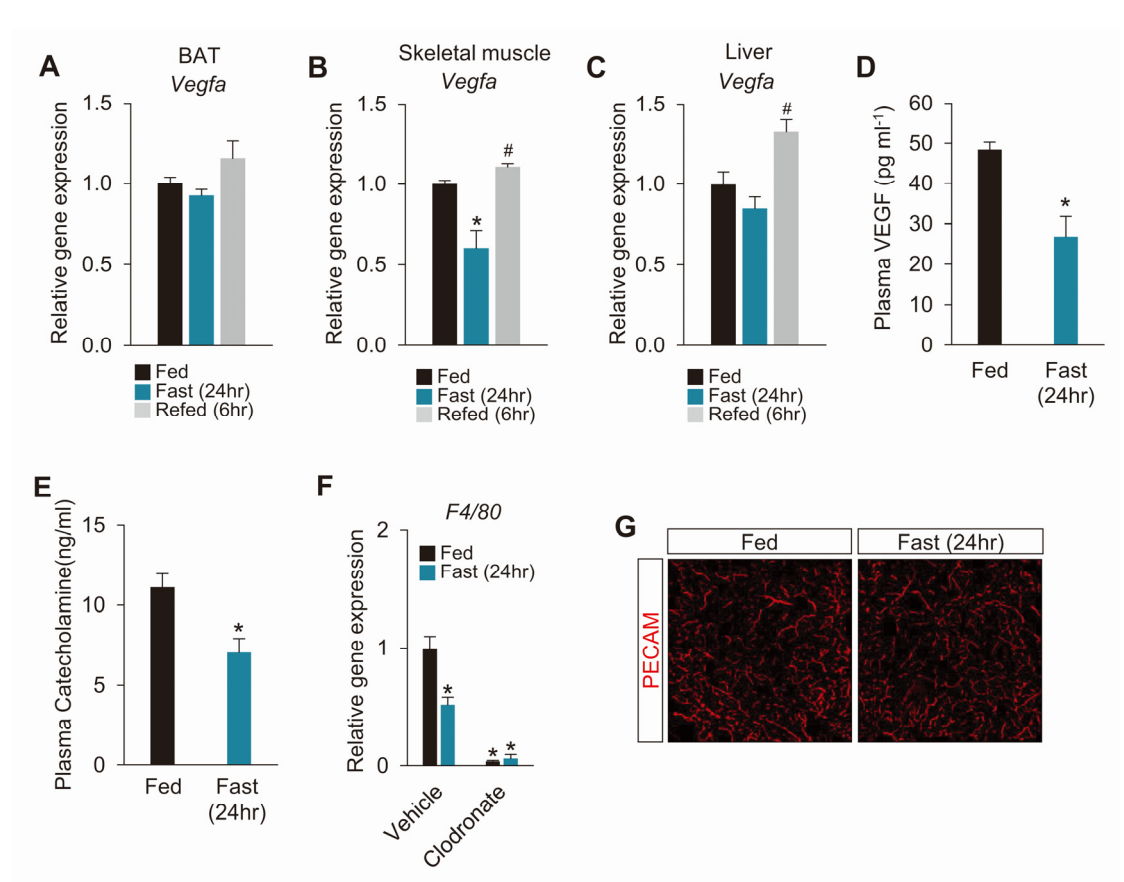 A
BAT
Vegfa
Relative gene expression
1.5
1.0
0.5
0.0
Fed
Fast (24hr)
Refed (6hr)
B
Skeletal muscle
Vegfa
Relative gene expression
1.5
1.0
0.5
0.0
*
#
Fed
Fast (24hr)
Refed (6hr)
C
Liver
Vegfa
Relative gene expression
1.5
1.0
0.5
0.0
#
Fed
Fast (24hr)
Refed (6hr)
D
Plasma VEGF (pg ml-1)
60
50
40
30
20
10
0
*
Fed
Fast
(24hr)
E
Plasma Catecholamine(ng/ml)
15
10
5
0
*
Fed
Fast
(24hr)
F
F4/80
Relative gene expression
2
1
0
Fed
Fast (24hr)
*
* *
Vehicle
Clodronate
G
Fed
Fast (24hr)
PECAM